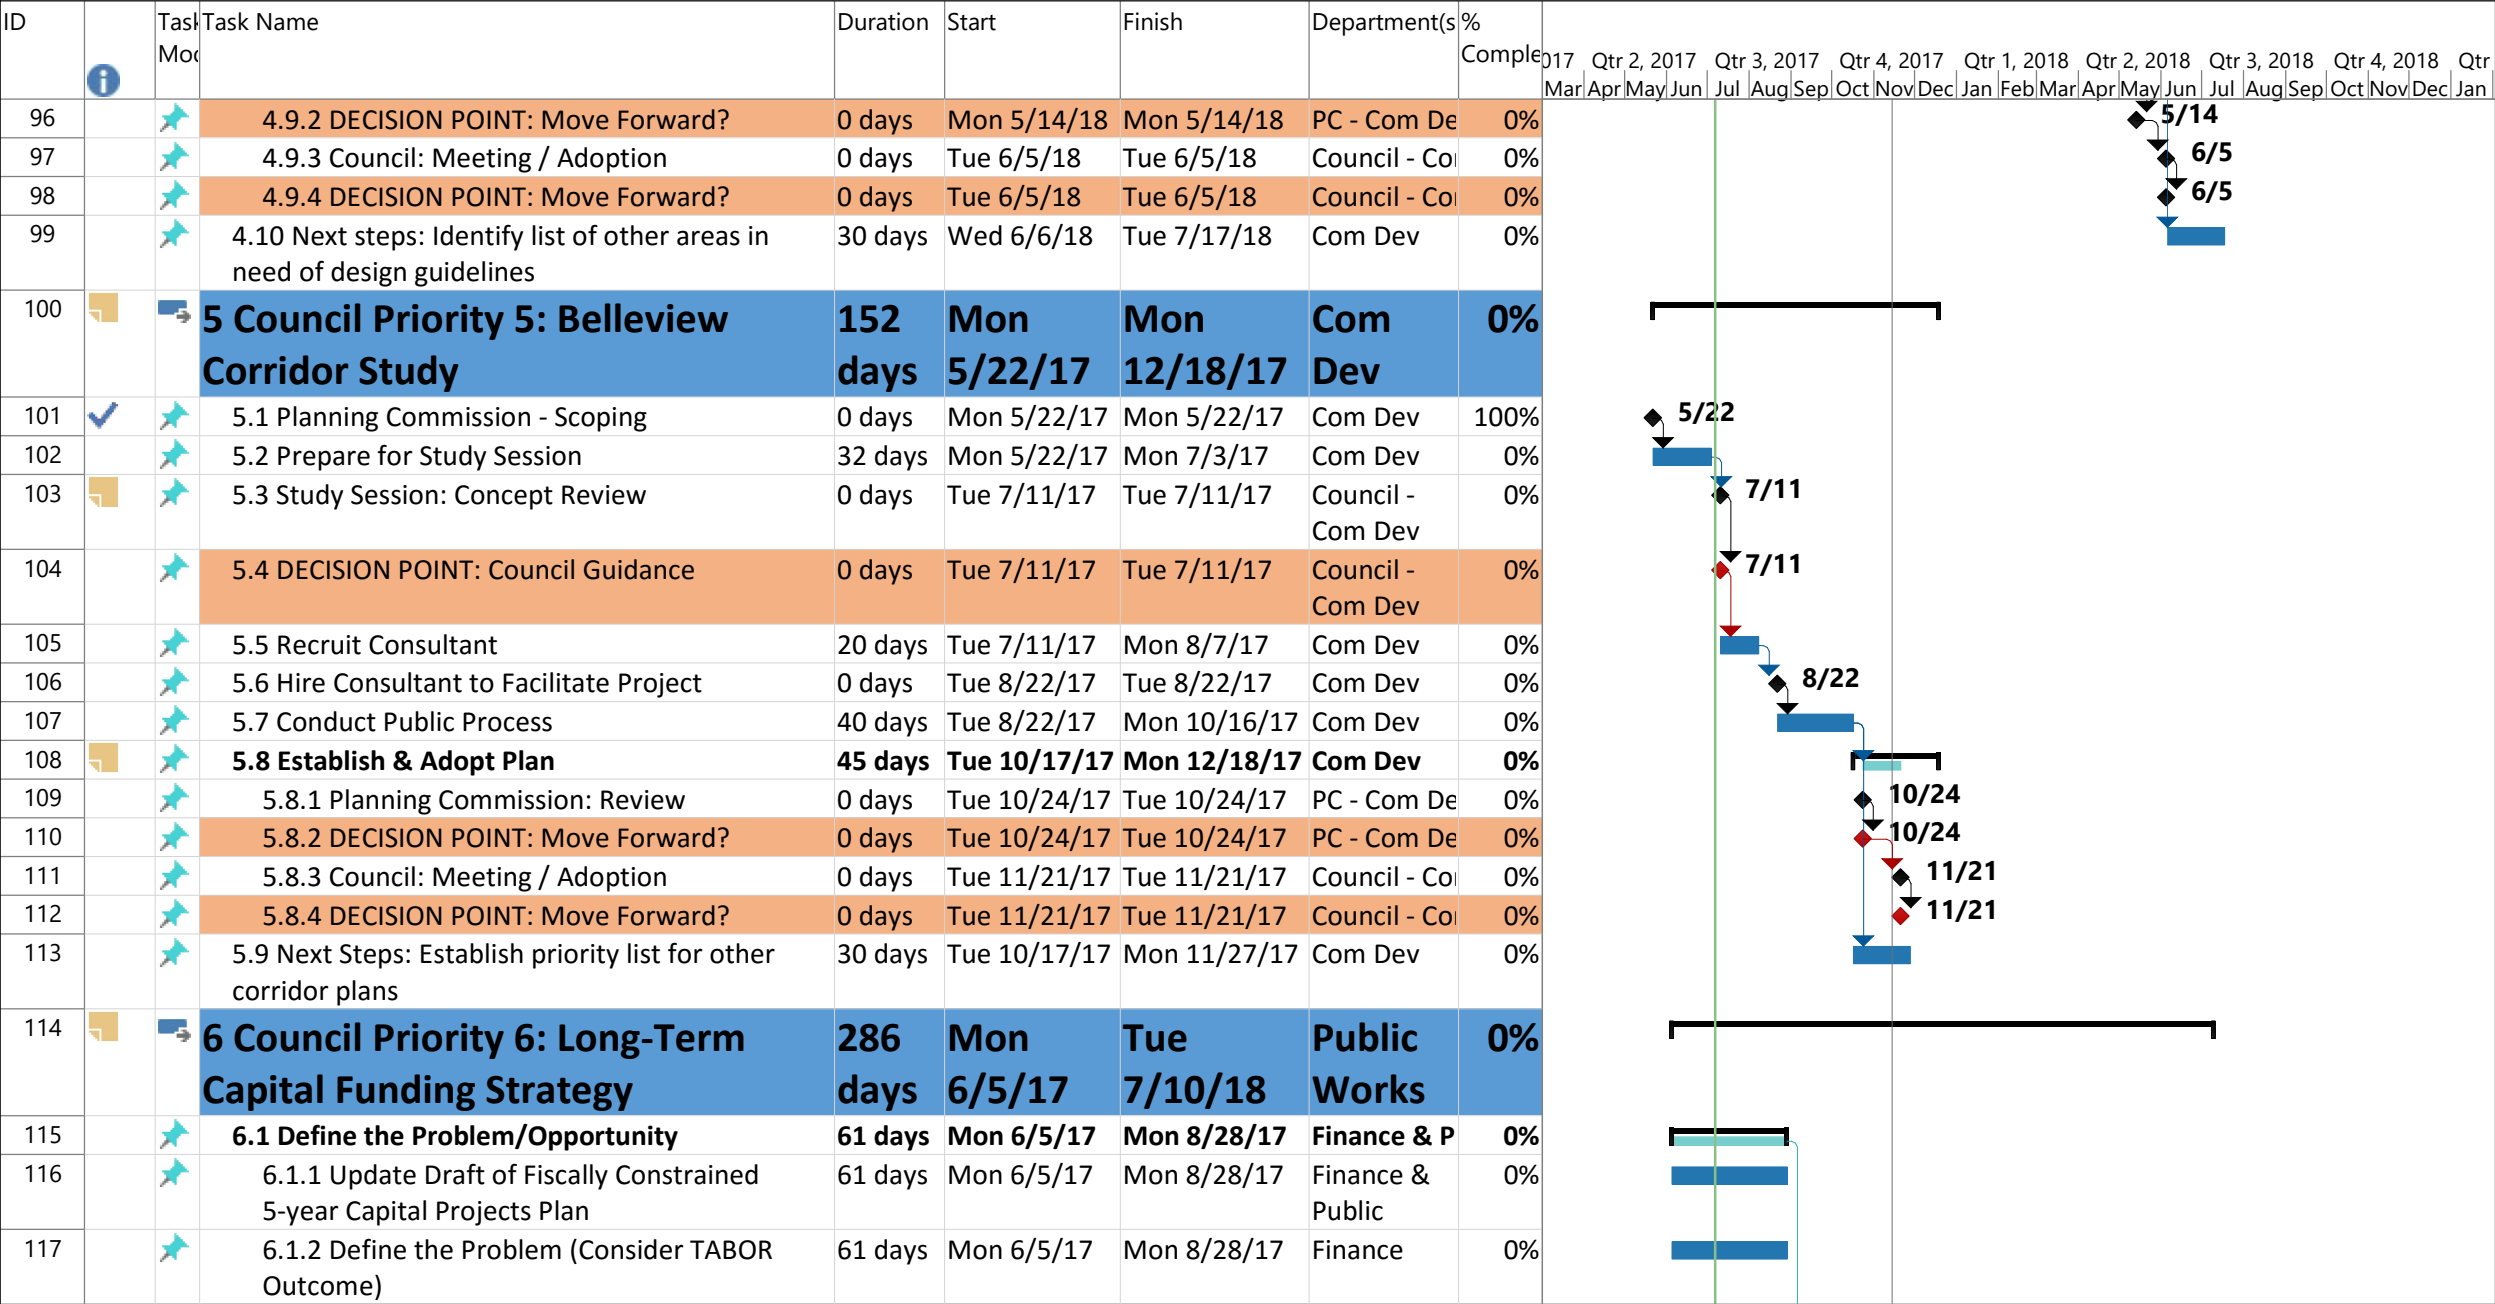 ID Task Task Name Duration Start Finish Department(s %
Mod Comple
017 Qtr 2, 2017 Qtr 3, 2017 Qtr 4, 2017 Qtr 1, 2018 Qtr 2, 2018 Qtr 3, 2018 Qtr 4, 2018 Qtr
Mar Apr May Jun Jul Aug Sep Oct Nov Dec Jan Feb Mar Apr May Jun Jul Aug Sep Oct Nov Dec Jan
96 4.9.2 DECISION POINT: Move Forward? 0 days Mon 5/14/18 Mon 5/14/18 PC - Com De 0% 5/14
97 4.9.3 Council: Meeting / Adoption 0 days Tue 6/5/18 Tue 6/5/18 Council - Co 0% 6/5
98 4.9.4 DECISION POINT: Move Forward? 0 days Tue 6/5/18 Tue 6/5/18 Council - Co 0% 6/5
99 4.10 Next steps: Identify list of other areas in 30 days Wed 6/6/18 Tue 7/17/18 Com Dev 0%
need of design guidelines
100 5 Council Priority 5: Belleview 152 Mon Mon Com 0%
Corridor Study days 5/22/17 12/18/17 Dev
101 5.1 Planning Commission - Scoping 0 days Mon 5/22/17 Mon 5/22/17 Com Dev 100% 5/22
102 5.2 Prepare for Study Session 32 days Mon 5/22/17 Mon 7/3/17 Com Dev 0%
103 5.3 Study Session: Concept Review 0 days Tue 7/11/17 Tue 7/11/17 Council - 0% 7/11
Com Dev
104 5.4 DECISION POINT: Council Guidance 0 days Tue 7/11/17 Tue 7/11/17 Council - 0% 7/11
Com Dev
105 5.5 Recruit Consultant 20 days Tue 7/11/17 Mon 8/7/17 Com Dev 0%
106 5.6 Hire Consultant to Facilitate Project 0 days Tue 8/22/17 Tue 8/22/17 Com Dev 0% 8/22
107 5.7 Conduct Public Process 40 days Tue 8/22/17 Mon 10/16/17 Com Dev 0%
108 5.8 Establish & Adopt Plan 45 days Tue 10/17/17 Mon 12/18/17 Com Dev 0%
109 5.8.1 Planning Commission: Review 0 days Tue 10/24/17 Tue 10/24/17 PC - Com De 0% 10/24
110 5.8.2 DECISION POINT: Move Forward? 0 days Tue 10/24/17 Tue 10/24/17 PC - Com De 0% 10/24
111 5.8.3 Council: Meeting / Adoption 0 days Tue 11/21/17 Tue 11/21/17 Council - Co 0% 11/21
112 5.8.4 DECISION POINT: Move Forward? 0 days Tue 11/21/17 Tue 11/21/17 Council - Co 0% 11/21
113 5.9 Next Steps: Establish priority list for other 30 days Tue 10/17/17 Mon 11/27/17 Com Dev 0%
corridor plans
114 6 Council Priority 6: Long-Term 286 Mon Tue Public 0%
Capital Funding Strategy days 6/5/17 7/10/18 Works
115 6.1 Define the Problem/Opportunity 61 days Mon 6/5/17 Mon 8/28/17 Finance & P 0%
116 6.1.1 Update Draft of Fiscally Constrained 61 days Mon 6/5/17 Mon 8/28/17 Finance & 0%
5-year Capital Projects Plan Public
117 6.1.2 Define the Problem (Consider TABOR 61 days Mon 6/5/17 Mon 8/28/17 Finance 0%
Outcome)